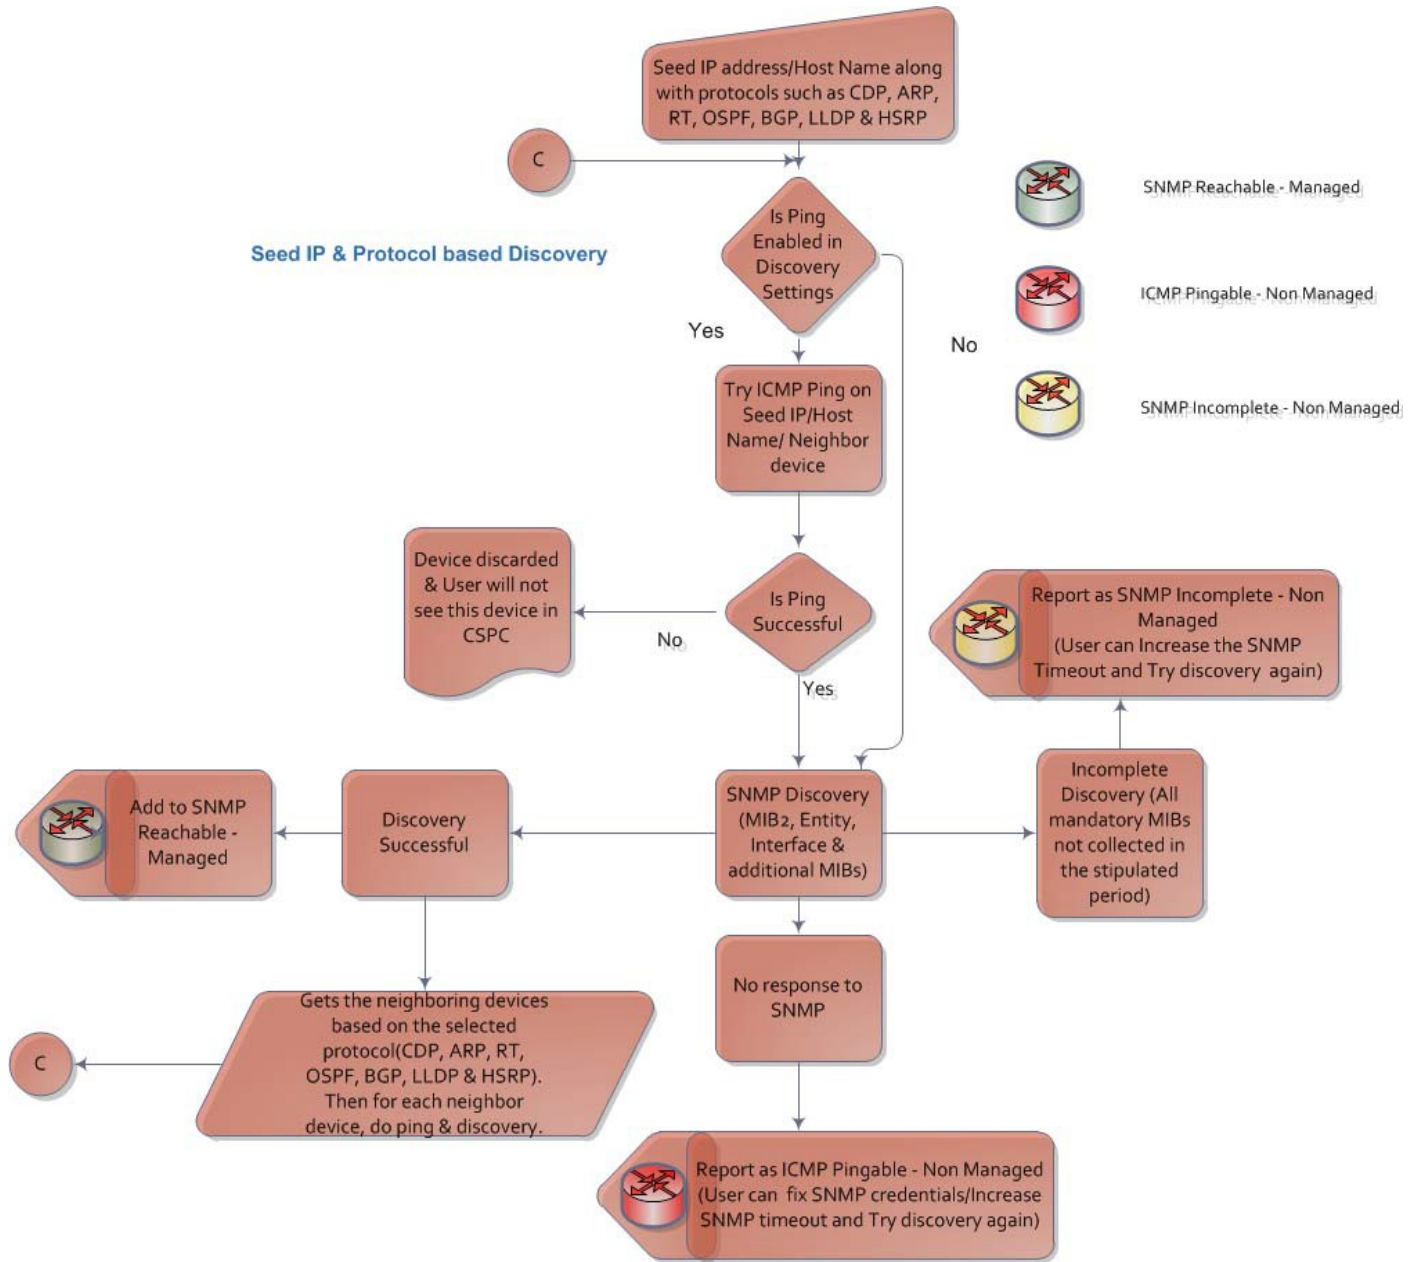 Seed IP address/Host Name along
with protocols such as CDP, ARP,
RT, OSPF, BGP, LLDP & HSRP
C
SNMP Reachable - Managed
Is Ping
Enabled in
Discovery
Settings
Seed IP & Protocol based Discovery
ICMP Pingable - Non Managed
Yes
No
Try ICMP Ping on
Seed IP/Host
Name/ Neighbor
device
SNMP Incomplete - Non Managed
Device discarded
& User will not
see this device in
CSPC
Is Ping
Successful
No
Yes
Report as SNMP Incomplete - Non
Managed
(User can Increase the SNMP
Timeout and Try discovery again)
Add to SNMP
Reachable -
Managed
Discovery
Successful
SNMP Discovery
(MIB2, Entity,
Interface &
additional MIBs)
Incomplete
Discovery (All
mandatory MIBs
not collected in
the stipulated
period)
No response to
SNMP
Gets the neighboring devices
based on the selected
protocol(CDP, ARP, RT,
OSPF, BGP, LLDP & HSRP).
Then for each neighbor
device, do ping & discovery.
C
Report as ICMP Pingable - Non Managed
(User can fix SNMP credentials/Increase
SNMP timeout and Try discovery again)